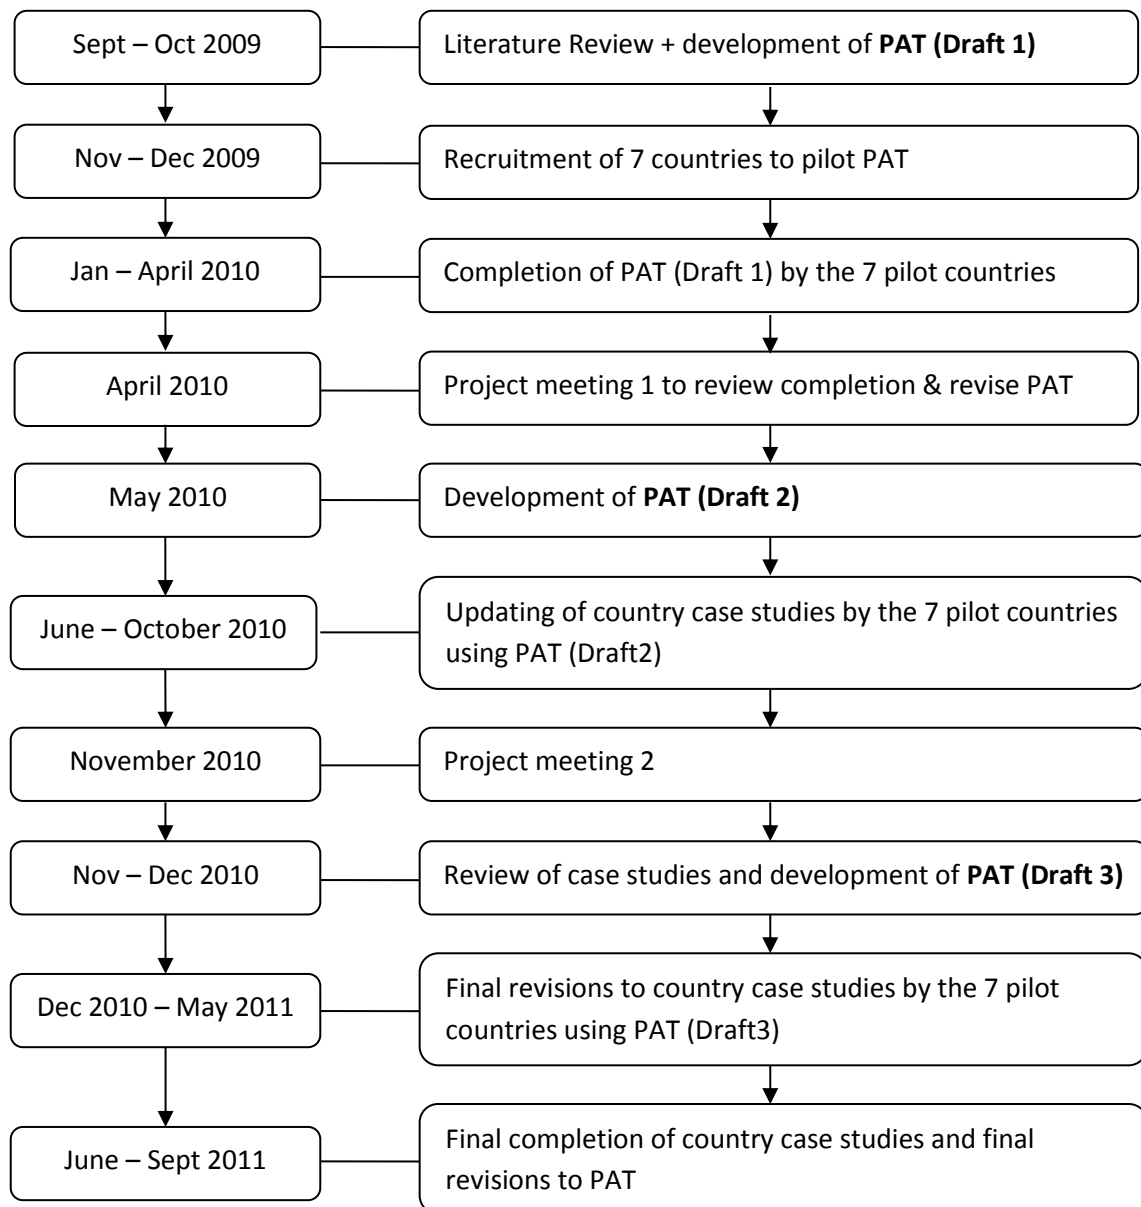 Sept – Oct 2009
Literature Review + development of PAT (Draft 1)
Nov – Dec 2009
Recruitment of 7 countries to pilot PAT
Jan – April 2010
Completion of PAT (Draft 1) by the 7 pilot countries
April 2010
Project meeting 1 to review completion & revise PAT
May 2010
Development of PAT (Draft 2)
June – October 2010
Updating of country case studies by the 7 pilot countries
using PAT (Draft2)
November 2010
Project meeting 2
Nov – Dec 2010
Review of case studies and development of PAT (Draft 3)
Dec 2010 – May 2011
Final revisions to country case studies by the 7 pilot
countries using PAT (Draft3)
June – Sept 2011
Final completion of country case studies and final
revisions to PAT